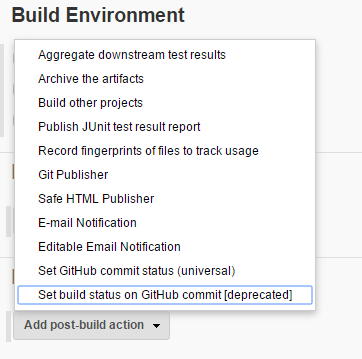 Build Environment
Aggregate downstream test results
Archive the artifacts
Build other projects
Publish JUnit test result report
Record fingerprints of files to track usage
Git Publisher
Safe HTML Publisher
E-mail Notification
Editable Email Notification
Set GitHub commit status (universal)
Set build status on GitHub commit [deprecated]
Add post-build action